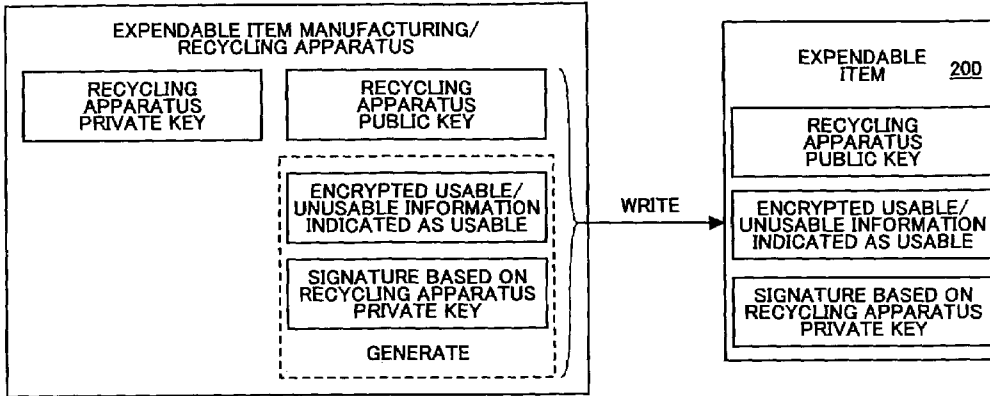 EXPENDABLE ITEM MANUFACTURING/
RECYCLING APPARATUS
RECYCLING
APPARATUS
PRIVATE KEY
RECYCLING
APPARATUS
PUBLIC KEY
ENCRYPTED USABLE/
UNUSABLE INFORMATION
INDICATED AS USABLE
SIGNATURE BASED ON
RECYCLING APPARATUS
PRIVATE KEY
GENERATE
WRITE
EXPENDABLE
ITEM 200
RECYCLING
APPARATUS
PUBLIC KEY
ENCRYPTED USABLE/
UNUSABLE INFORMATION
INDICATED AS USABLE
SIGNATURE BASED ON
RECYCLING APPARATUS
PRIVATE KEY